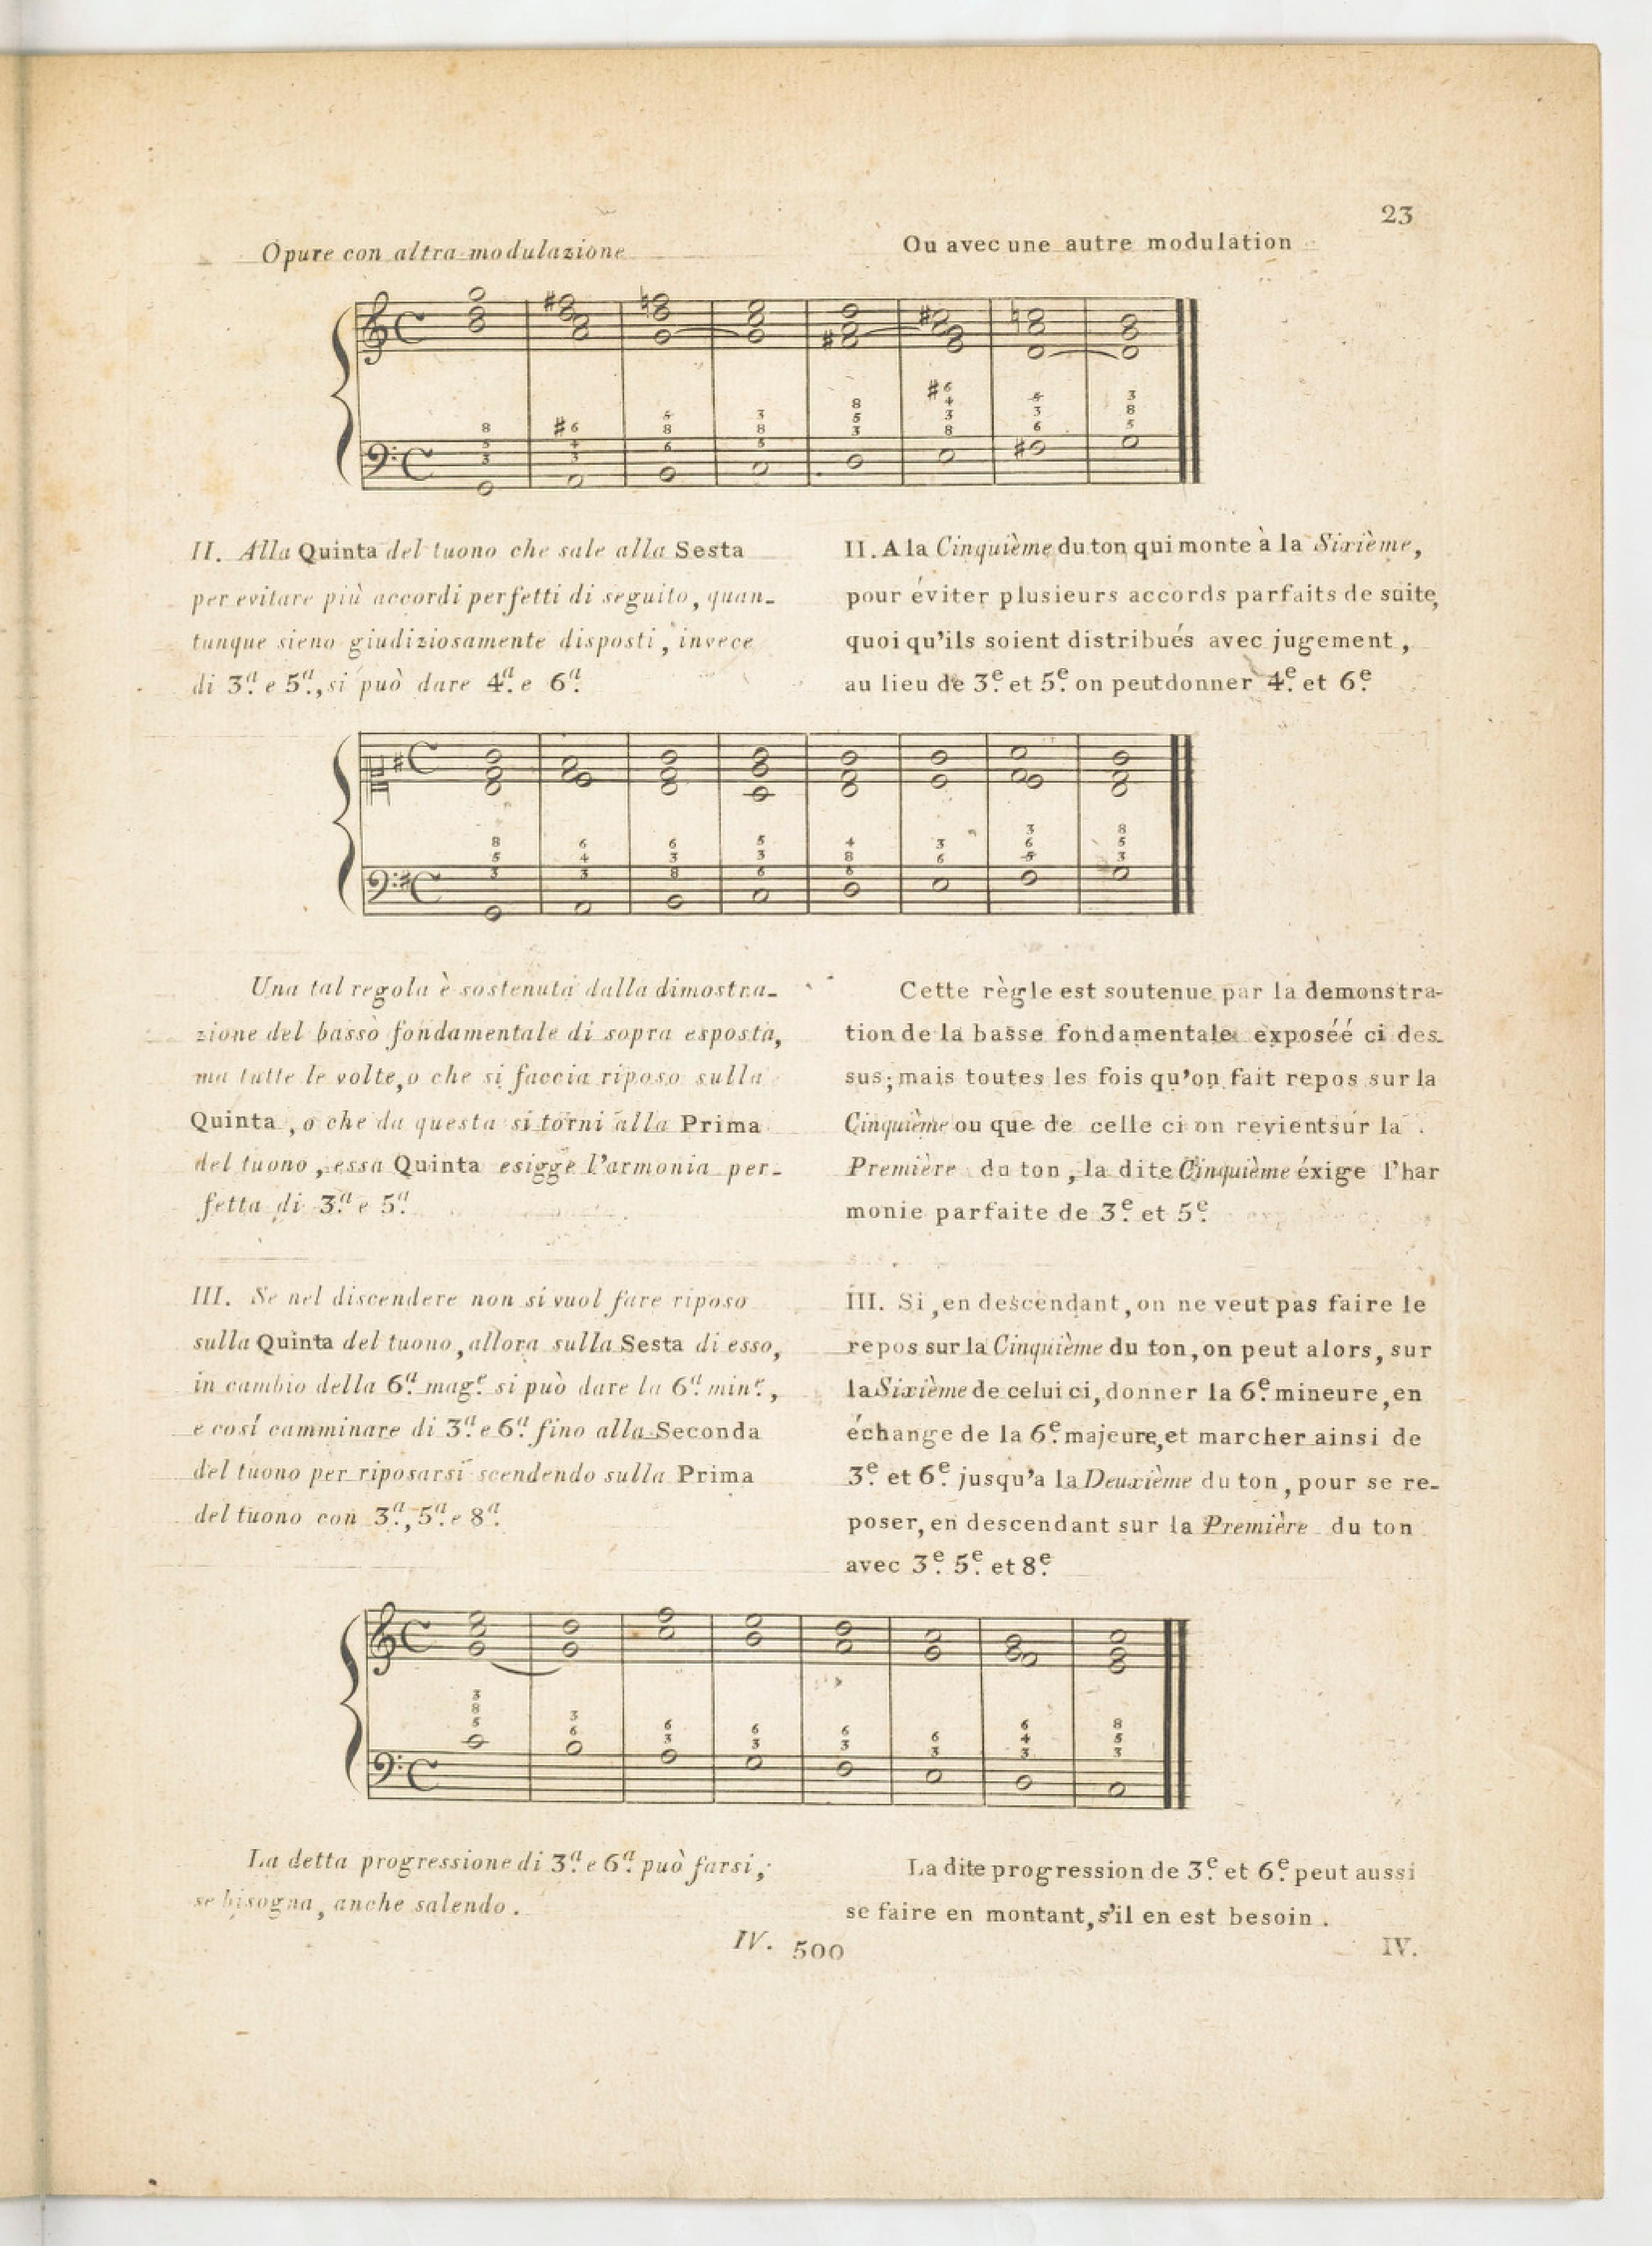 23
Opure con altra modulazione
Ou avec une autre modulation
8 5 3
♯6 4 3
5 8 6
3 8 5
8 5 3
♯6 4 3 8
5 3 6
3 8 5
II. Alla Quinta del tuono che sale alla Sesta
per evitare più accordi perfetti di seguito, quan-
tunque sieno giudiziosamente disposti, invece
di 3.ª e 5.ª, si può dare 4.ª e 6.ª
II. A la Cinquième du ton qui monte à la Sixième,
pour éviter plusieurs accords parfaits de suite,
quoi qu'ils soient distribués avec jugement,
au lieu de 3.e et 5.e on peut donner 4.e et 6.e
8 5 3
6 4 3
6 3 8
5 3 6
4 8 6
3 6
3 6 5
8 5 3
Una tal regola è sostenuta dalla dimostra-
zione del basso fondamentale di sopra esposta,
ma tutte le volte, o che si faccia riposo sulla
Quinta, o che da questa si torni alla Prima
del tuono, essa Quinta esigge l'armonia per-
fetta di 3.ª e 5.ª
Cette règle est soutenue par la demonstra-
tion de la basse fondamentale exposéé ci des-
sus; mais toutes les fois qu'on fait repos sur la
Cinquième ou que de celle ci on revient sur la
Première du ton, la dite Cinquième éxige l'har
monie parfaite de 3.e et 5.e
III. Se nel discendere non si vuol fare riposo
sulla Quinta del tuono, allora sulla Sesta di esso,
in cambio della 6.ª mag.e si può dare la 6.ª min.e,
e cosí camminare di 3.ª e 6.ª fino alla Seconda
del tuono per riposarsi scendendo sulla Prima
del tuono con 3.ª, 5.ª e 8.ª
III. Si, en descendant, on ne veut pas faire le
repos sur la Cinquième du ton, on peut alors, sur
la Sixième de celui ci, donner la 6.e mineure, en
échange de la 6.e majeure, et marcher ainsi de
3.e et 6.e jusqu'a la Deuxième du ton, pour se re-
poser, en descendant sur la Première du ton
avec 3.e 5.e et 8.e
3 8 5
3 6
6 3
6 3
6 3
6 3
6 4 3
8 5 3
La detta progressione di 3.ª e 6.ª può farsi,
se bisogna, anche salendo.
La dite progression de 3.e et 6.e peut aussi
se faire en montant, s'il en est besoin.
IV. 500 IV.